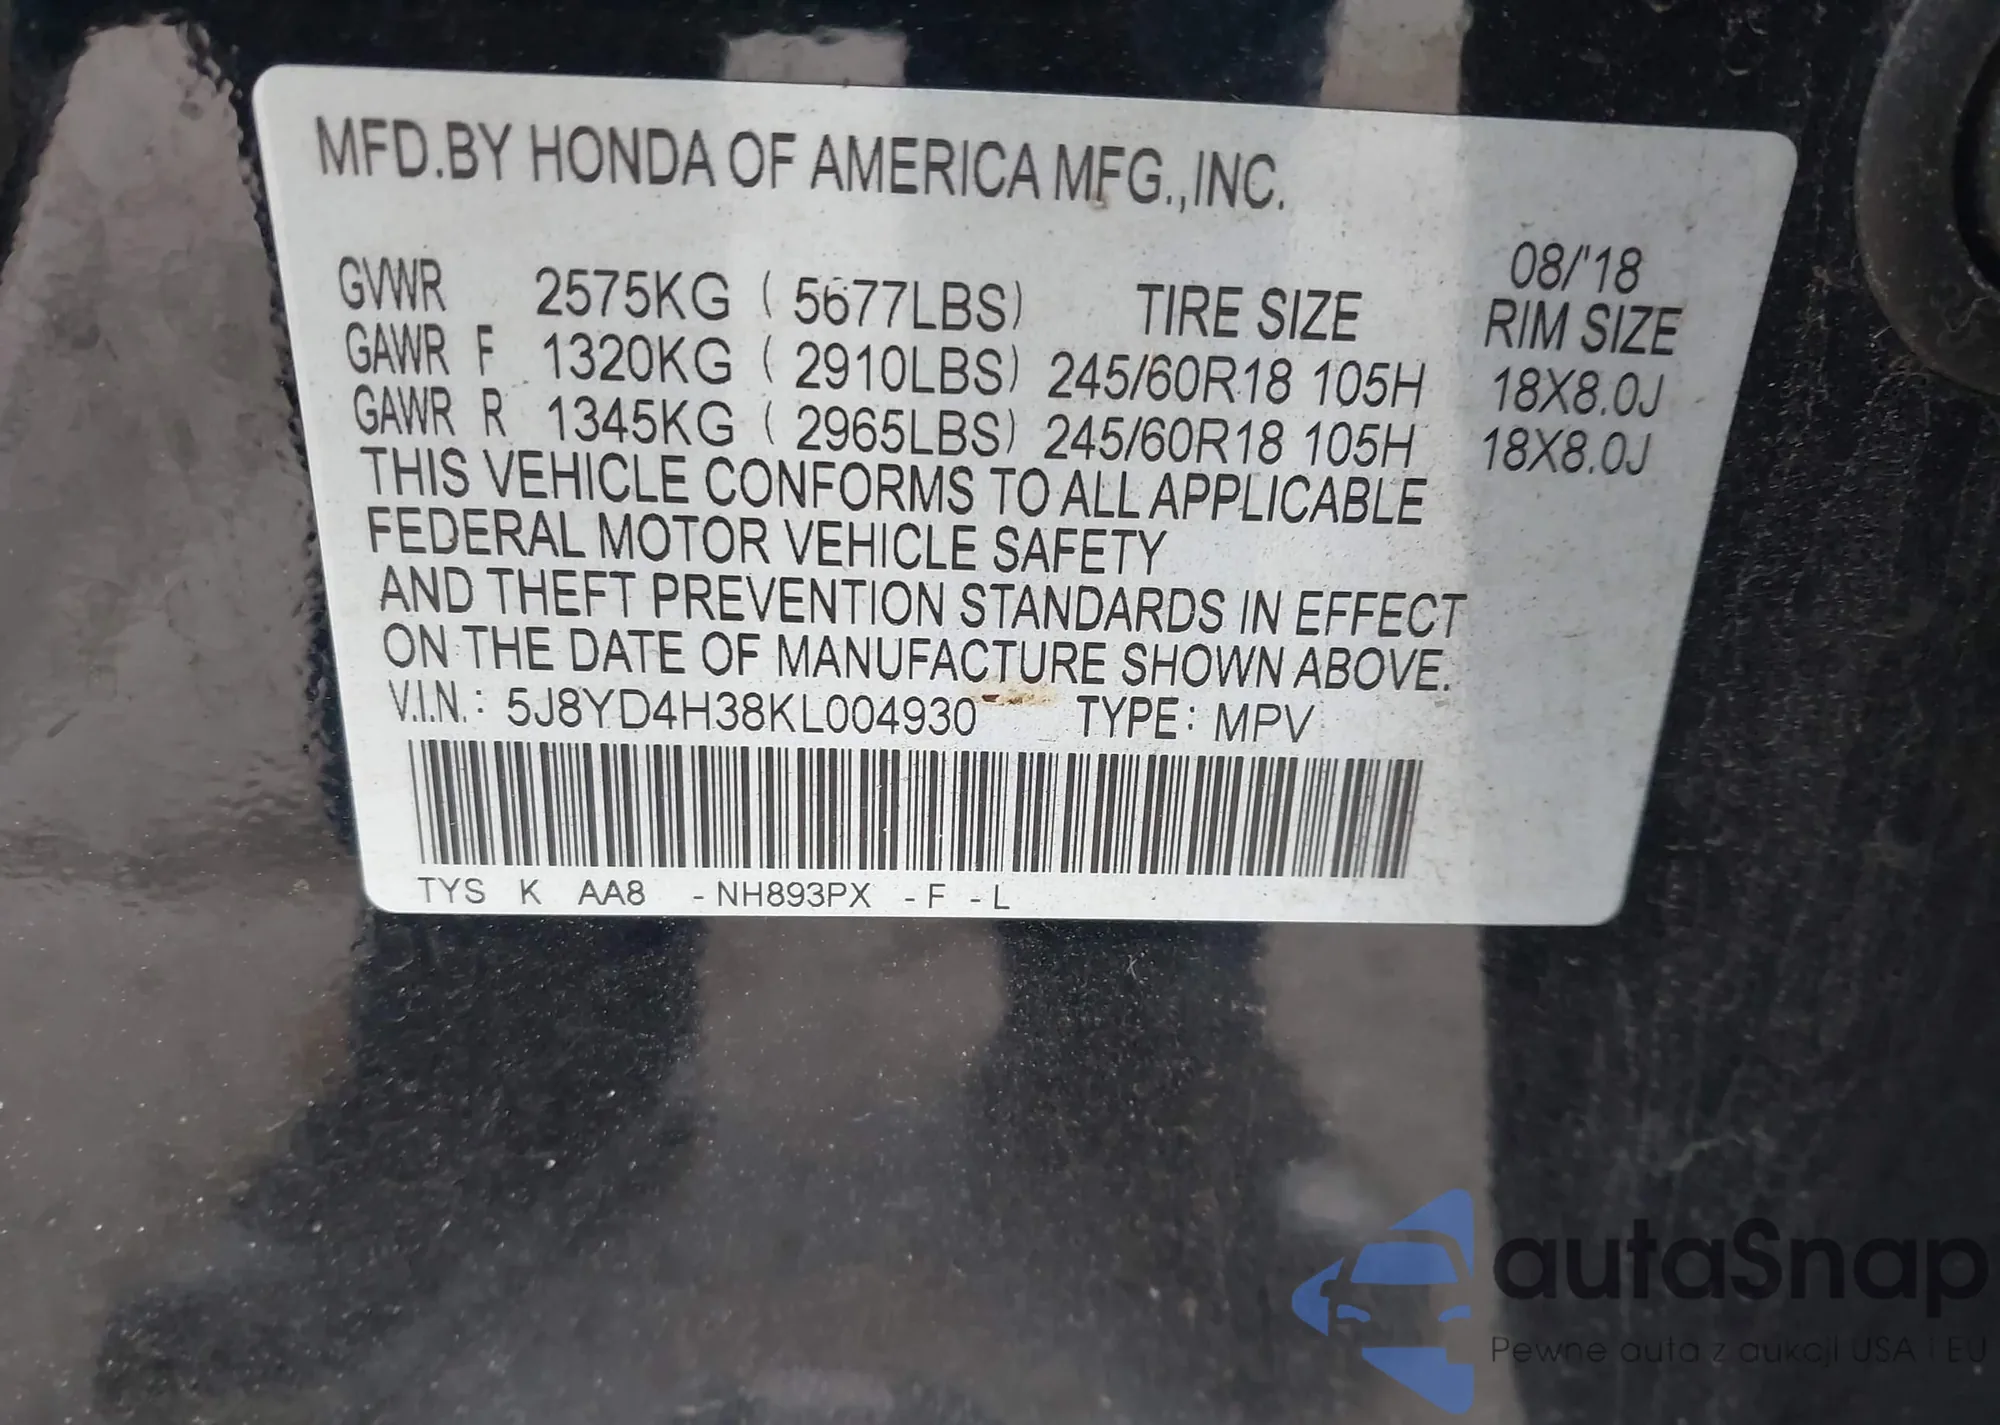 MFD.BY HONDA OF AMERICA MFG.,INC.
08/'18
GVWR 2575KG ( 5677LBS) TIRE SIZE RIM SIZE
GAWR F 1320KG ( 2910LBS) 245/60R18 105H 18X8.0J
GAWR R 1345KG ( 2965LBS) 245/60R18 105H 18X8.0J
THIS VEHICLE CONFORMS TO ALL APPLICABLE
FEDERAL MOTOR VEHICLE SAFETY
AND THEFT PREVENTION STANDARDS IN EFFECT
ON THE DATE OF MANUFACTURE SHOWN ABOVE.
V.I.N.: 5J8YD4H38KL004930 TYPE: MPV
TYS K AA8 -NH893PX -F -L
autaSnap
Pewne auta z aukcji USA i EU